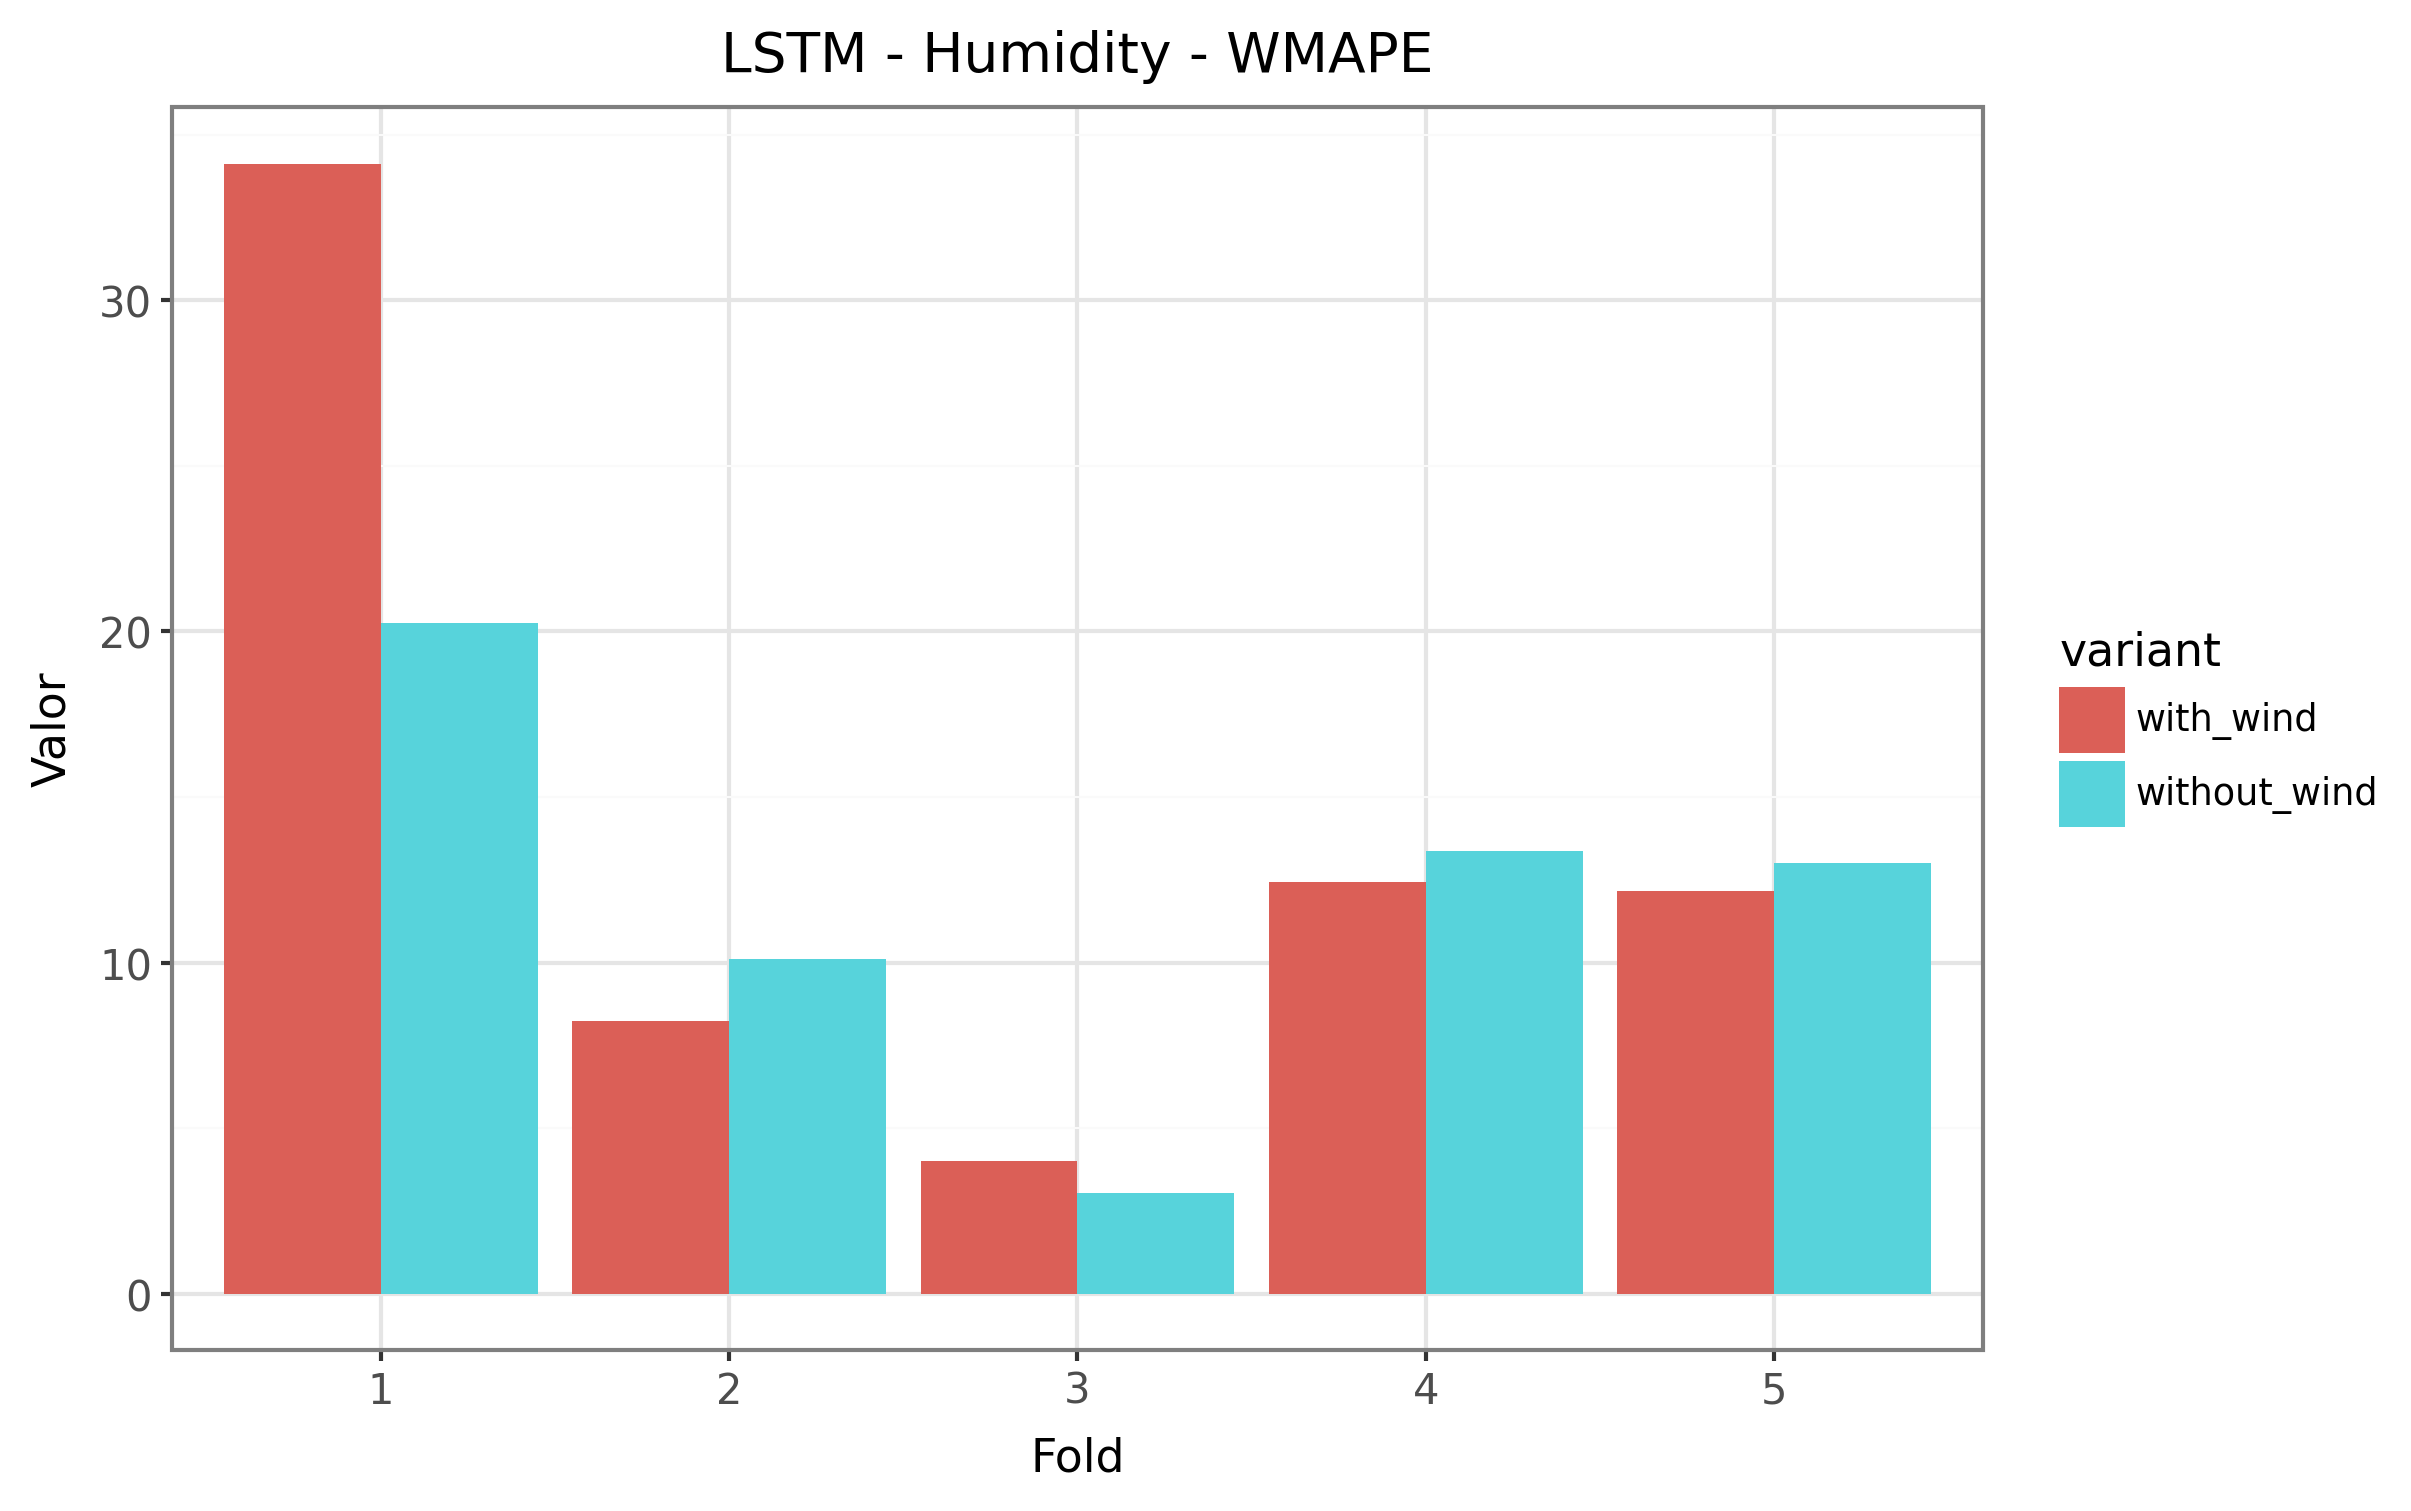 LSTM - Humidity - WMAPE
Valor
30
20
10
0
1 2 3 4 5
Fold
variant
with_wind
without_wind